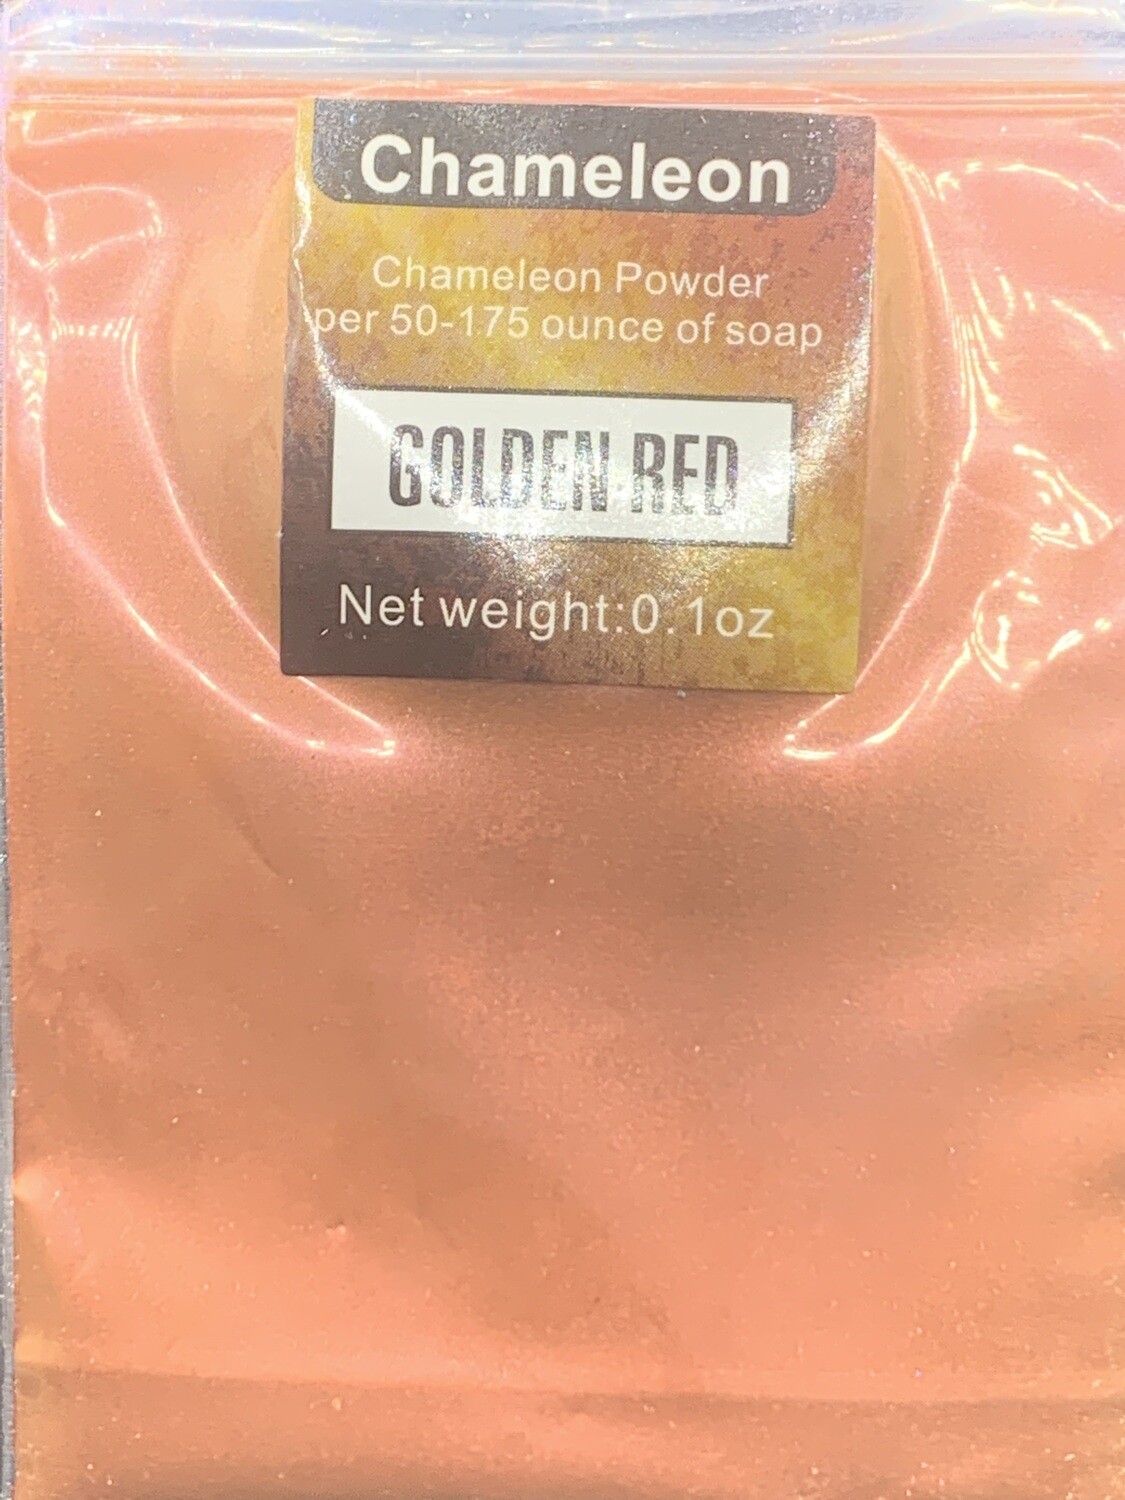 Chameleon
Chameleon Powder
per 50-175 ounce of soap
GOLDEN RED
Net weight:0.1oz